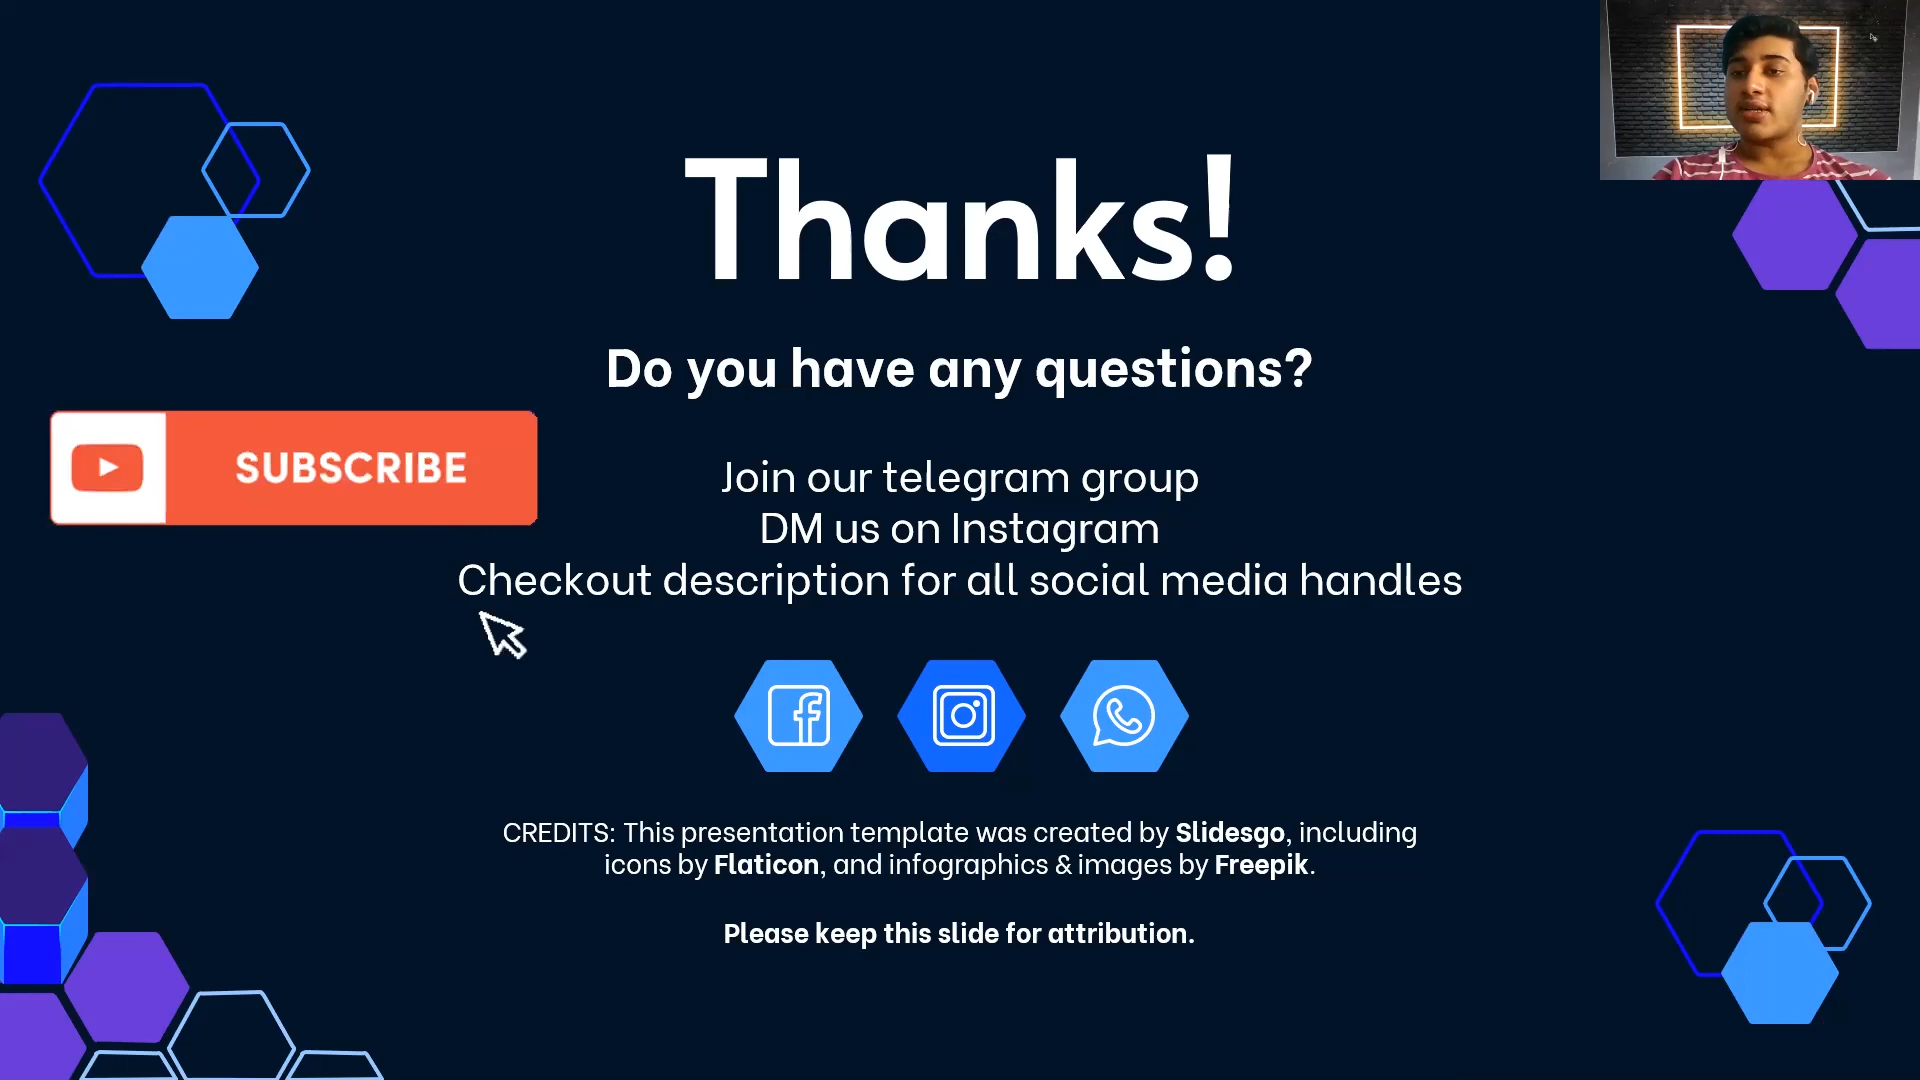 Thanks!
Do you have any questions?
SUBSCRIBE
Join our telegram group
DM us on Instagram
Checkout description for all social media handles
CREDITS: This presentation template was created by Slidesgo, including
icons by Flaticon, and infographics & images by Freepik.
Please keep this slide for attribution.